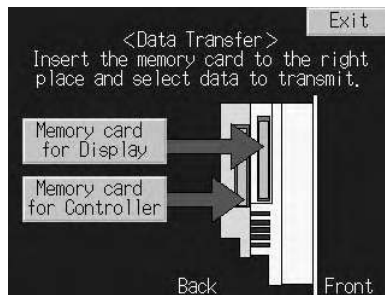 Exit
<Data Transfer>
Insert the memory card to the right
place and select data to transmit.
Memory card
for Display
Memory card
for Controller
Back
Front